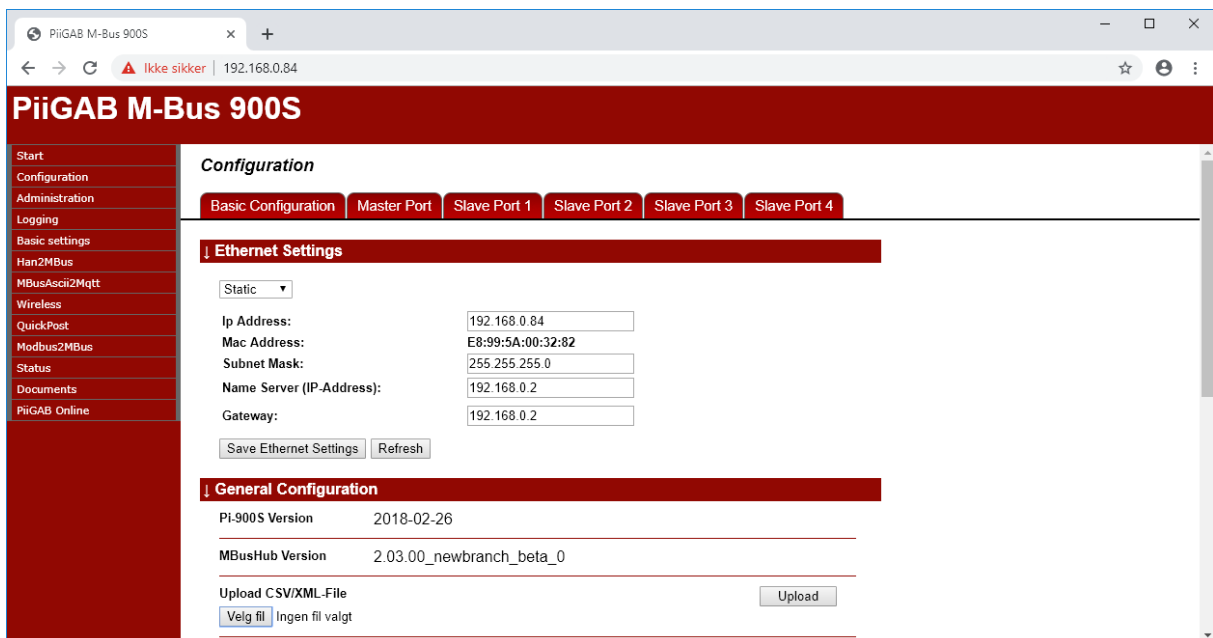 PiiGAB M-Bus 900S
Ikke sikker | 192.168.0.84
PiiGAB M-Bus 900S
Start
Configuration
Administration
Logging
Basic settings
Han2MBus
MBusAscii2Mqtt
Wireless
QuickPost
Modbus2MBus
Status
Documents
PiiGAB Online
Configuration
Basic Configuration Master Port Slave Port 1 Slave Port 2 Slave Port 3 Slave Port 4
↓ Ethernet Settings
Static
Ip Address: 192.168.0.84
Mac Address: E8:99:5A:00:32:82
Subnet Mask: 255.255.255.0
Name Server (IP-Address): 192.168.0.2
Gateway: 192.168.0.2
Save Ethernet Settings Refresh
↓ General Configuration
Pi-900S Version 2018-02-26
MBusHub Version 2.03.00_newbranch_beta_0
Upload CSV/XML-File Upload
Velg fil Ingen fil valgt